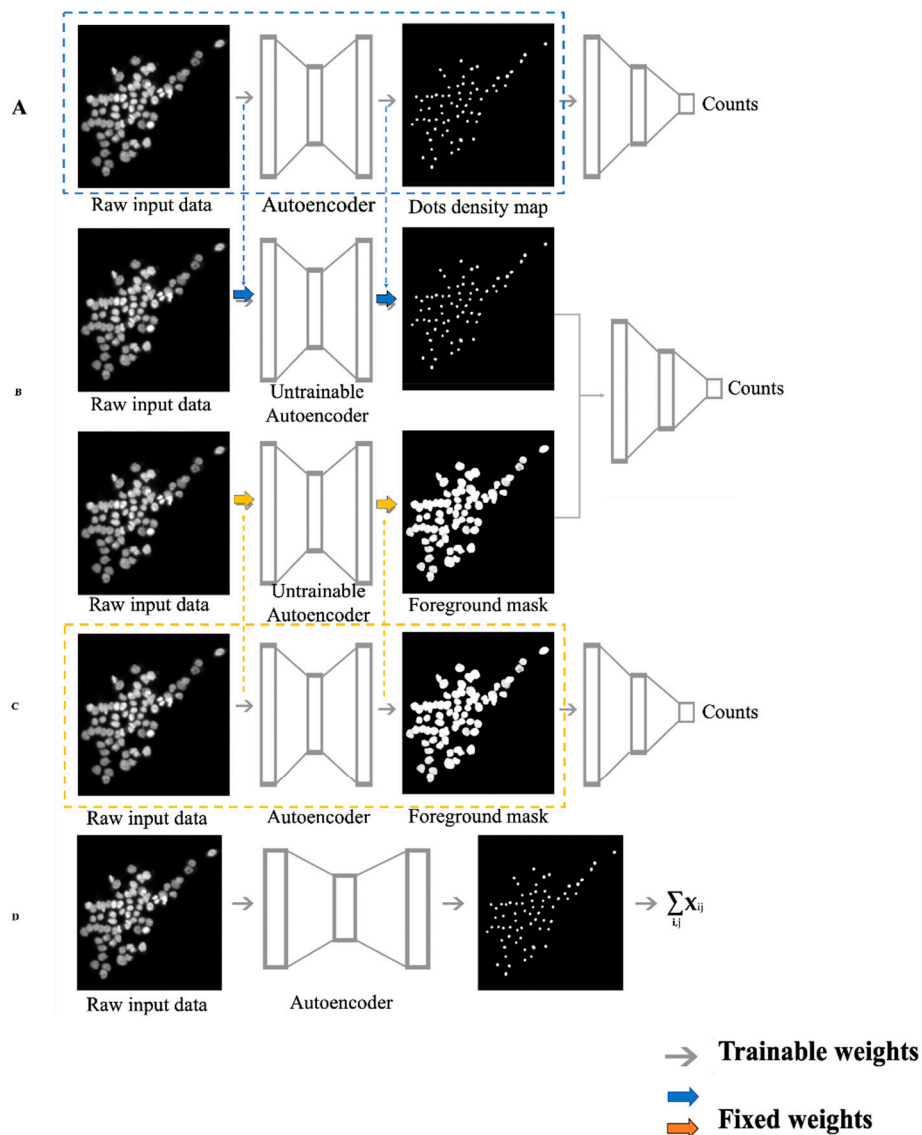 A
Counts
Raw input data
Autoencoder
Dots density map
B
Raw input data
Untrainable
Autoencoder
Counts
Raw input data
Untrainable
Autoencoder
Foreground mask
C
Counts
Raw input data
Autoencoder
Foreground mask
D
∑ X ij
i,j
Raw input data
Autoencoder
Trainable weights
Fixed weights